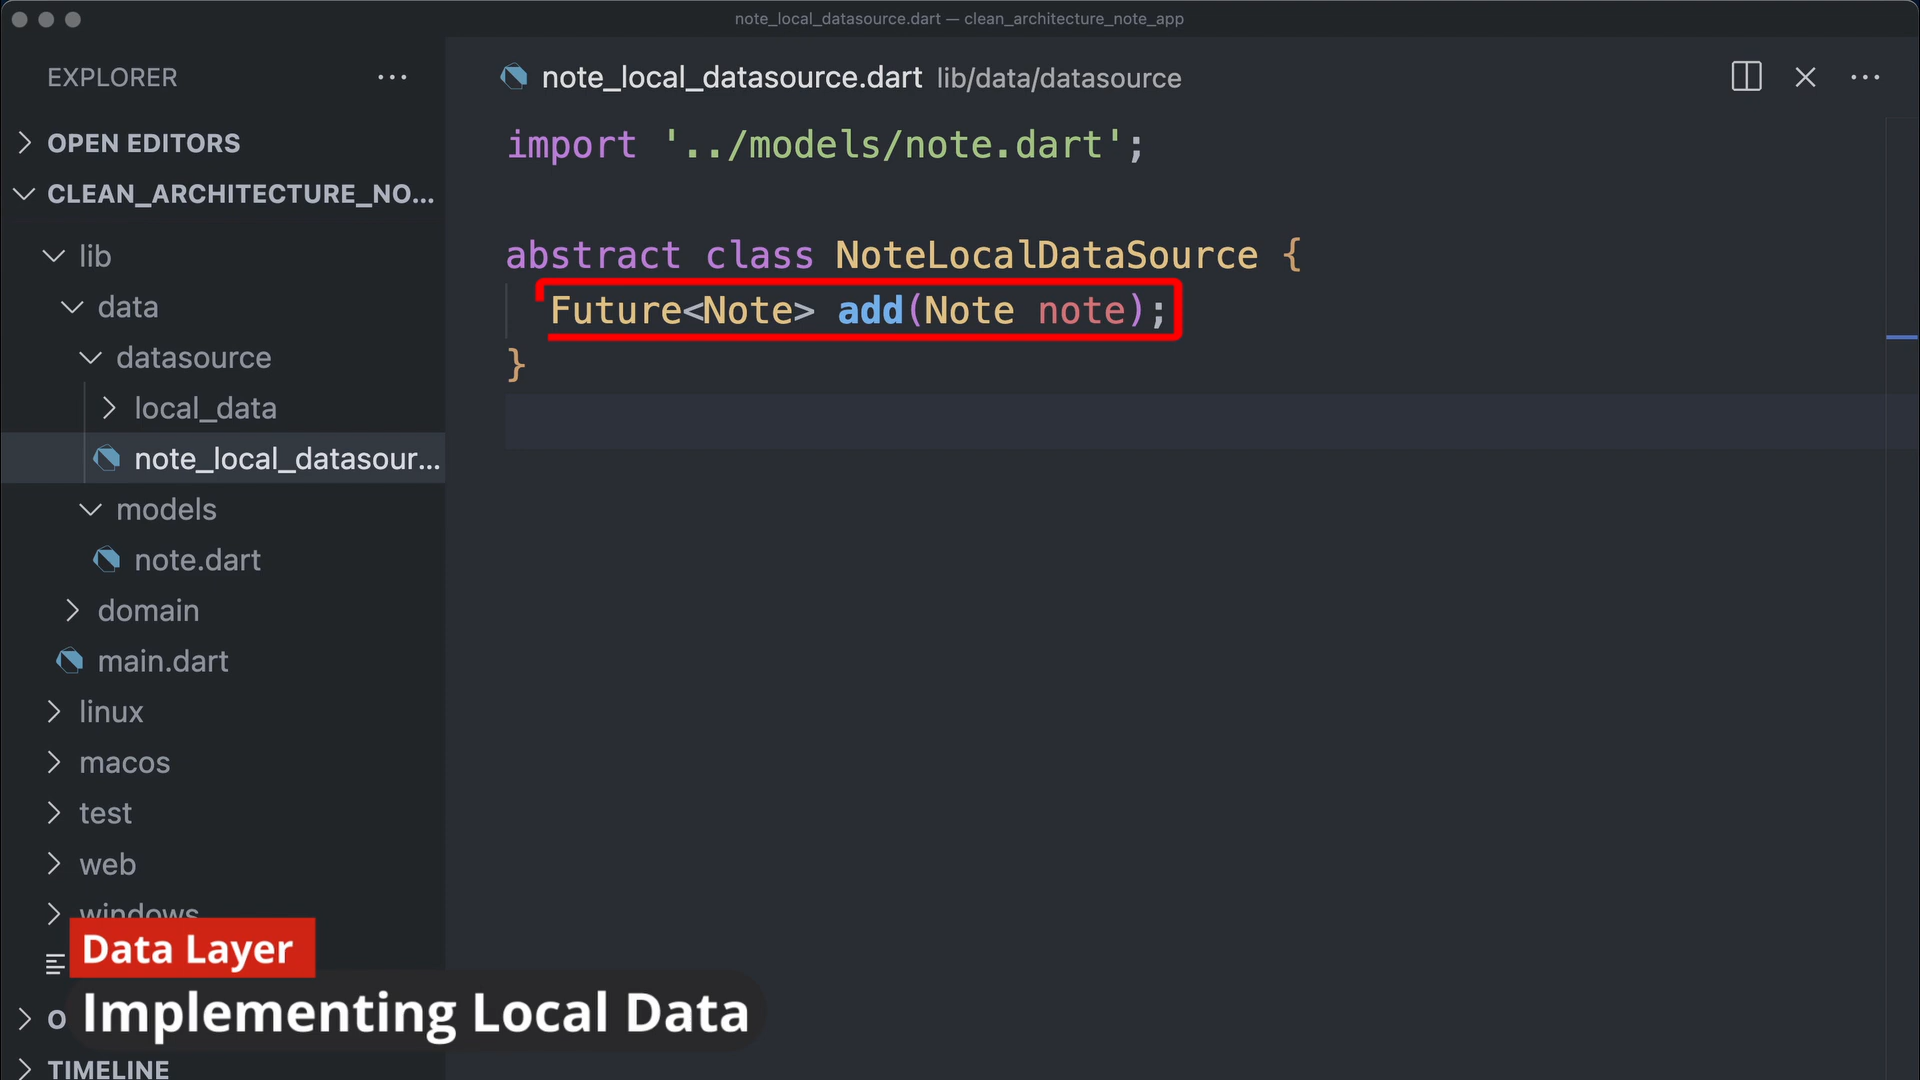 note_local_datasource.dart — clean_architecture_note_app
EXPLORER
OPEN EDITORS
CLEAN_ARCHITECTURE_NO...
lib
data
datasource
local_data
note_local_datasour...
models
note.dart
domain
main.dart
linux
macos
test
web
windows
O
TIMELINE
note_local_datasource.dart lib/data/datasource
import '../models/note.dart';
abstract class NoteLocalDataSource {
Future<Note> add(Note note);
}
Data Layer
Implementing Local Data